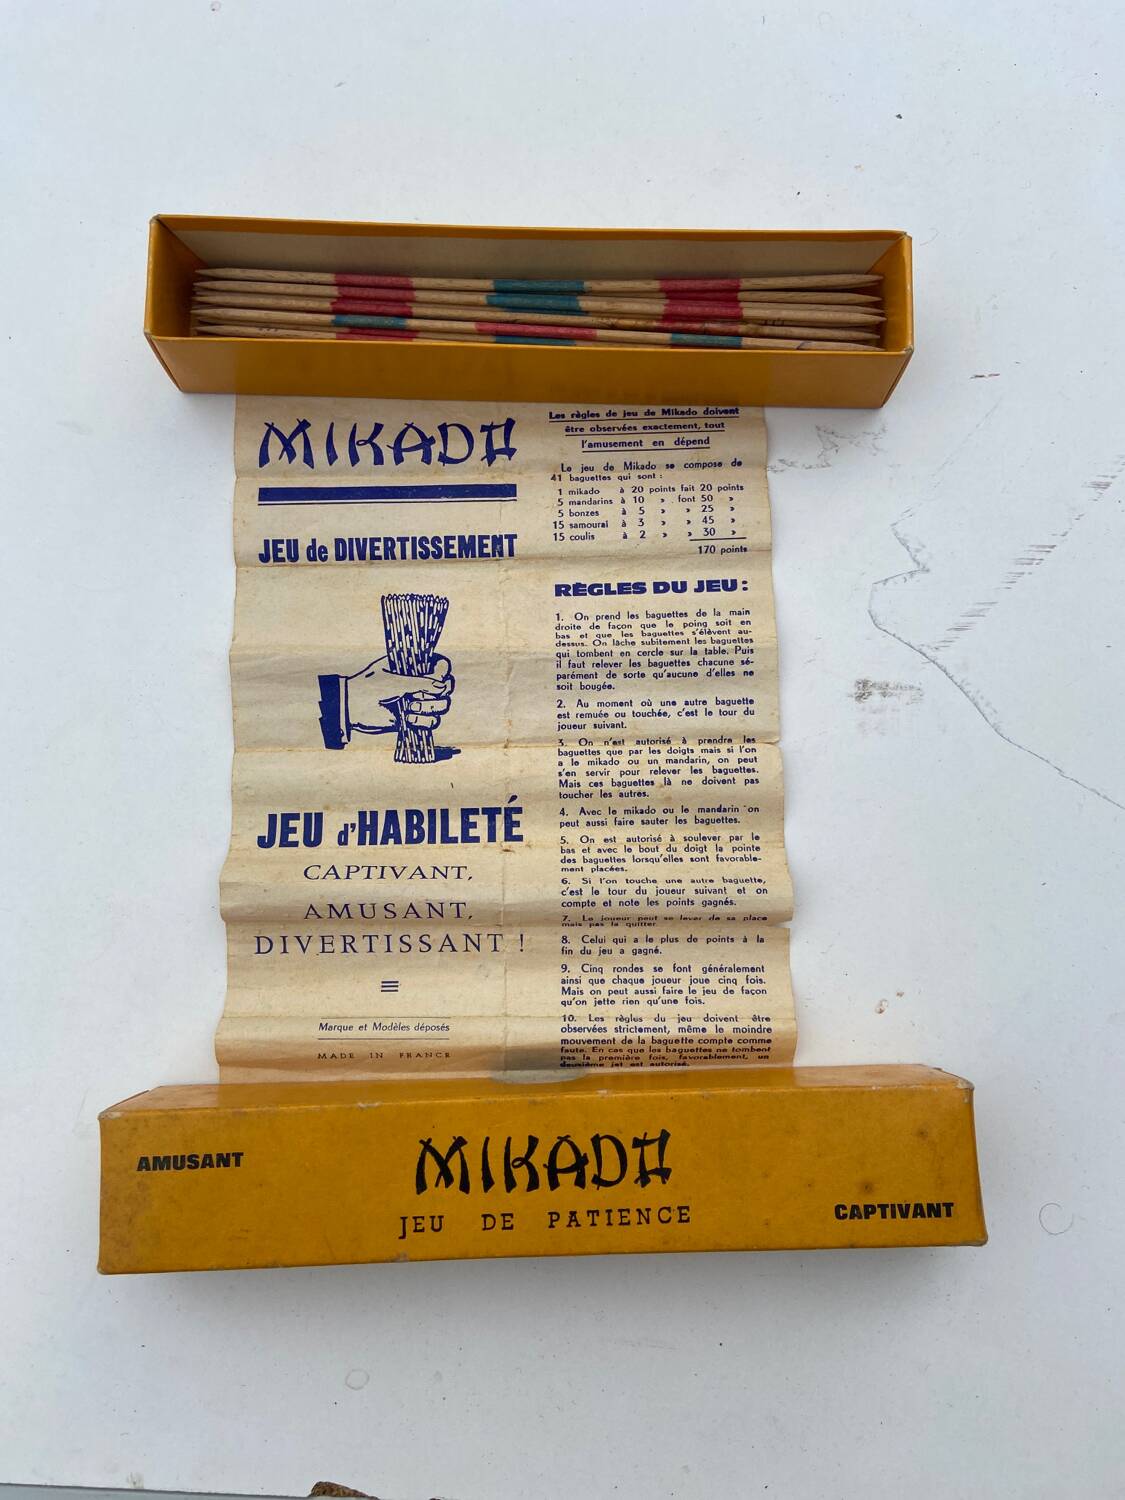 MIKADO
JEU de DIVERTISSEMENT
JEU d'HABILETÉ
CAPTIVANT,
AMUSANT,
DIVERTISSANT !
Marque et Modèles déposés
MADE IN FRANCE
Les règles de jeu de Mikado doivent
être observées exactement, tout
l'amusement en dépend
Le jeu de Mikado se compose de
41 baguettes qui sont :
1 mikado à 20 points fait 20 points
5 mandarins à 10 » font 50 »
5 bonzes à 5 » » 25 »
15 samouraï à 3 » » 45 »
15 coulis à 2 » » 30 »
170 points
RÈGLES DU JEU :
1. On prend les baguettes de la main
droite de façon que le poing soit en
bas et que les baguettes s'élèvent au-
dessus. On lâche subitement les baguettes
qui tombent en cercle sur la table. Puis
il faut relever les baguettes chacune sé-
parément de sorte qu'aucune d'elles ne
soit bougée.
2. Au moment où une autre baguette
est remuée ou touchée, c'est le tour du
joueur suivant.
3. On n'est autorisé à prendre les
baguettes que par les doigts mais si l'on
a le mikado ou un mandarin, on peut
s'en servir pour relever les baguettes.
Mais ces baguettes là ne doivent pas
toucher les autres.
4. Avec le mikado ou le mandarin on
peut aussi faire sauter les baguettes.
5. On est autorisé à soulever par le
bas et avec le bout du doigt la pointe
des baguettes lorsqu'elles sont favorable-
ment placées.
6. Si l'on touche une autre baguette,
c'est le tour du joueur suivant et on
compte et note les points gagnés.
7. Le joueur peut se lever de sa place
mais pas la quitter.
8. Celui qui a le plus de points à la
fin du jeu a gagné.
9. Cinq rondes se font généralement
ainsi que chaque joueur joue cinq fois.
Mais on peut aussi faire le jeu de façon
qu'on jette rien qu'une fois.
10. Les règles du jeu doivent être
observées strictement, même le moindre
mouvement de la baguette compte comme
faute. En cas que les baguettes ne tombent
pas la première fois, favorablement, un
deuxième jet est autorisé.
AMUSANT
MIKADO
JEU DE PATIENCE
CAPTIVANT